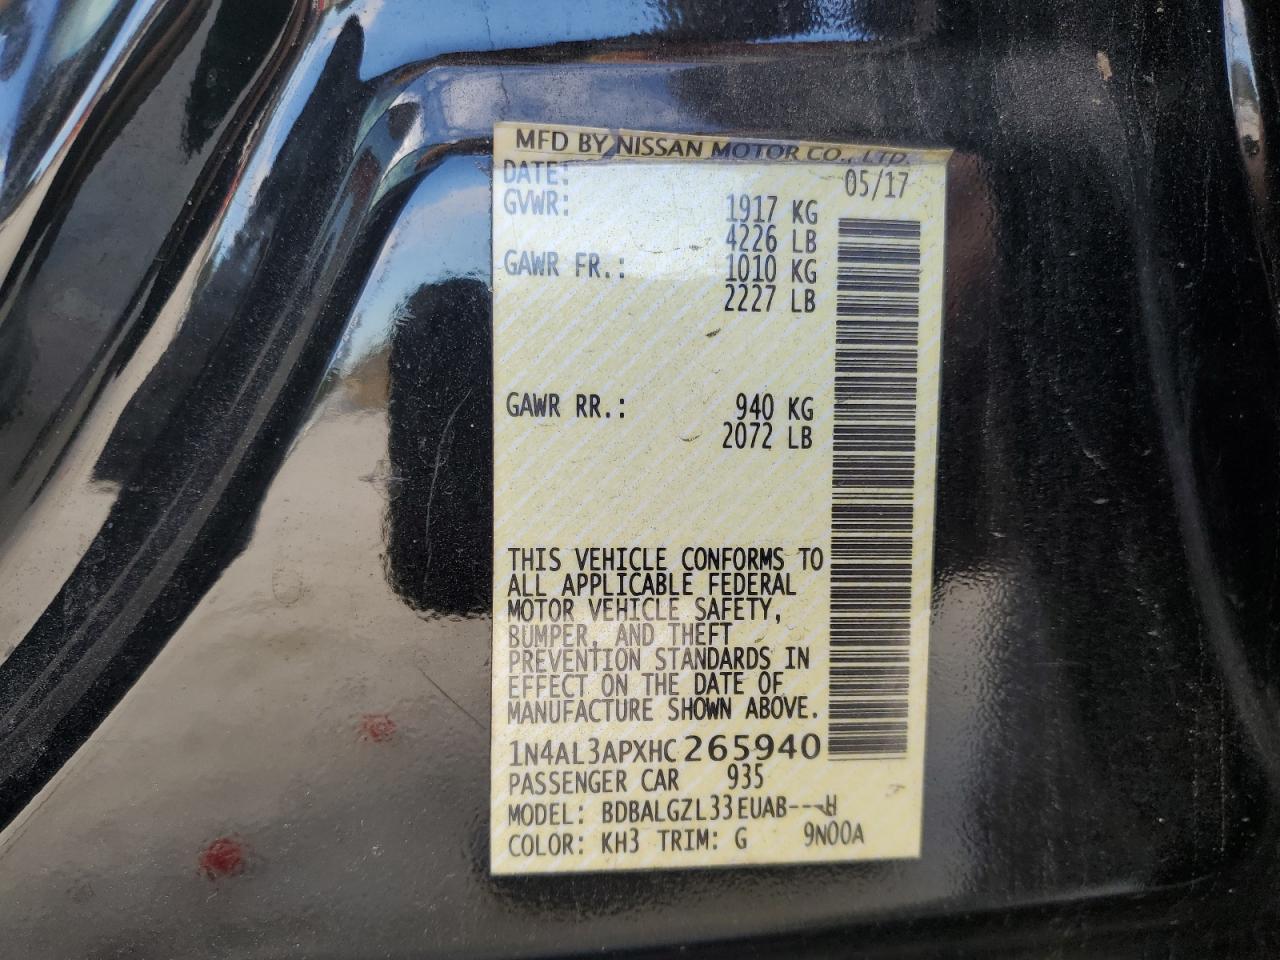 MFD BY NISSAN MOTOR CO., LTD.
DATE: 05/17
GVWR: 1917 KG
4226 LB
GAWR FR.: 1010 KG
2227 LB
GAWR RR.: 940 KG
2072 LB
THIS VEHICLE CONFORMS TO
ALL APPLICABLE FEDERAL
MOTOR VEHICLE SAFETY,
BUMPER, AND THEFT
PREVENTION STANDARDS IN
EFFECT ON THE DATE OF
MANUFACTURE SHOWN ABOVE.
1N4AL3APXHC265940
PASSENGER CAR 935
MODEL: BDBALGZL33EUAB---H
COLOR: KH3 TRIM: G 9N00A